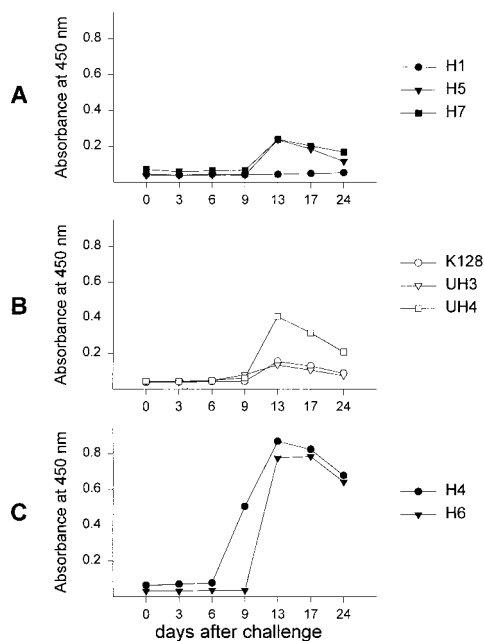 A
Absorbance at 450 nm
0.8
0.6
0.4
0.2
0 3 6 9 13 17 24
H1
H5
H7
B
Absorbance at 450 nm
0.8
0.6
0.4
0.2
0 3 6 9 13 17 24
K128
UH3
UH4
C
Absorbance at 450 nm
0.8
0.6
0.4
0.2
0 3 6 9 13 17 24
days after challenge
H4
H6